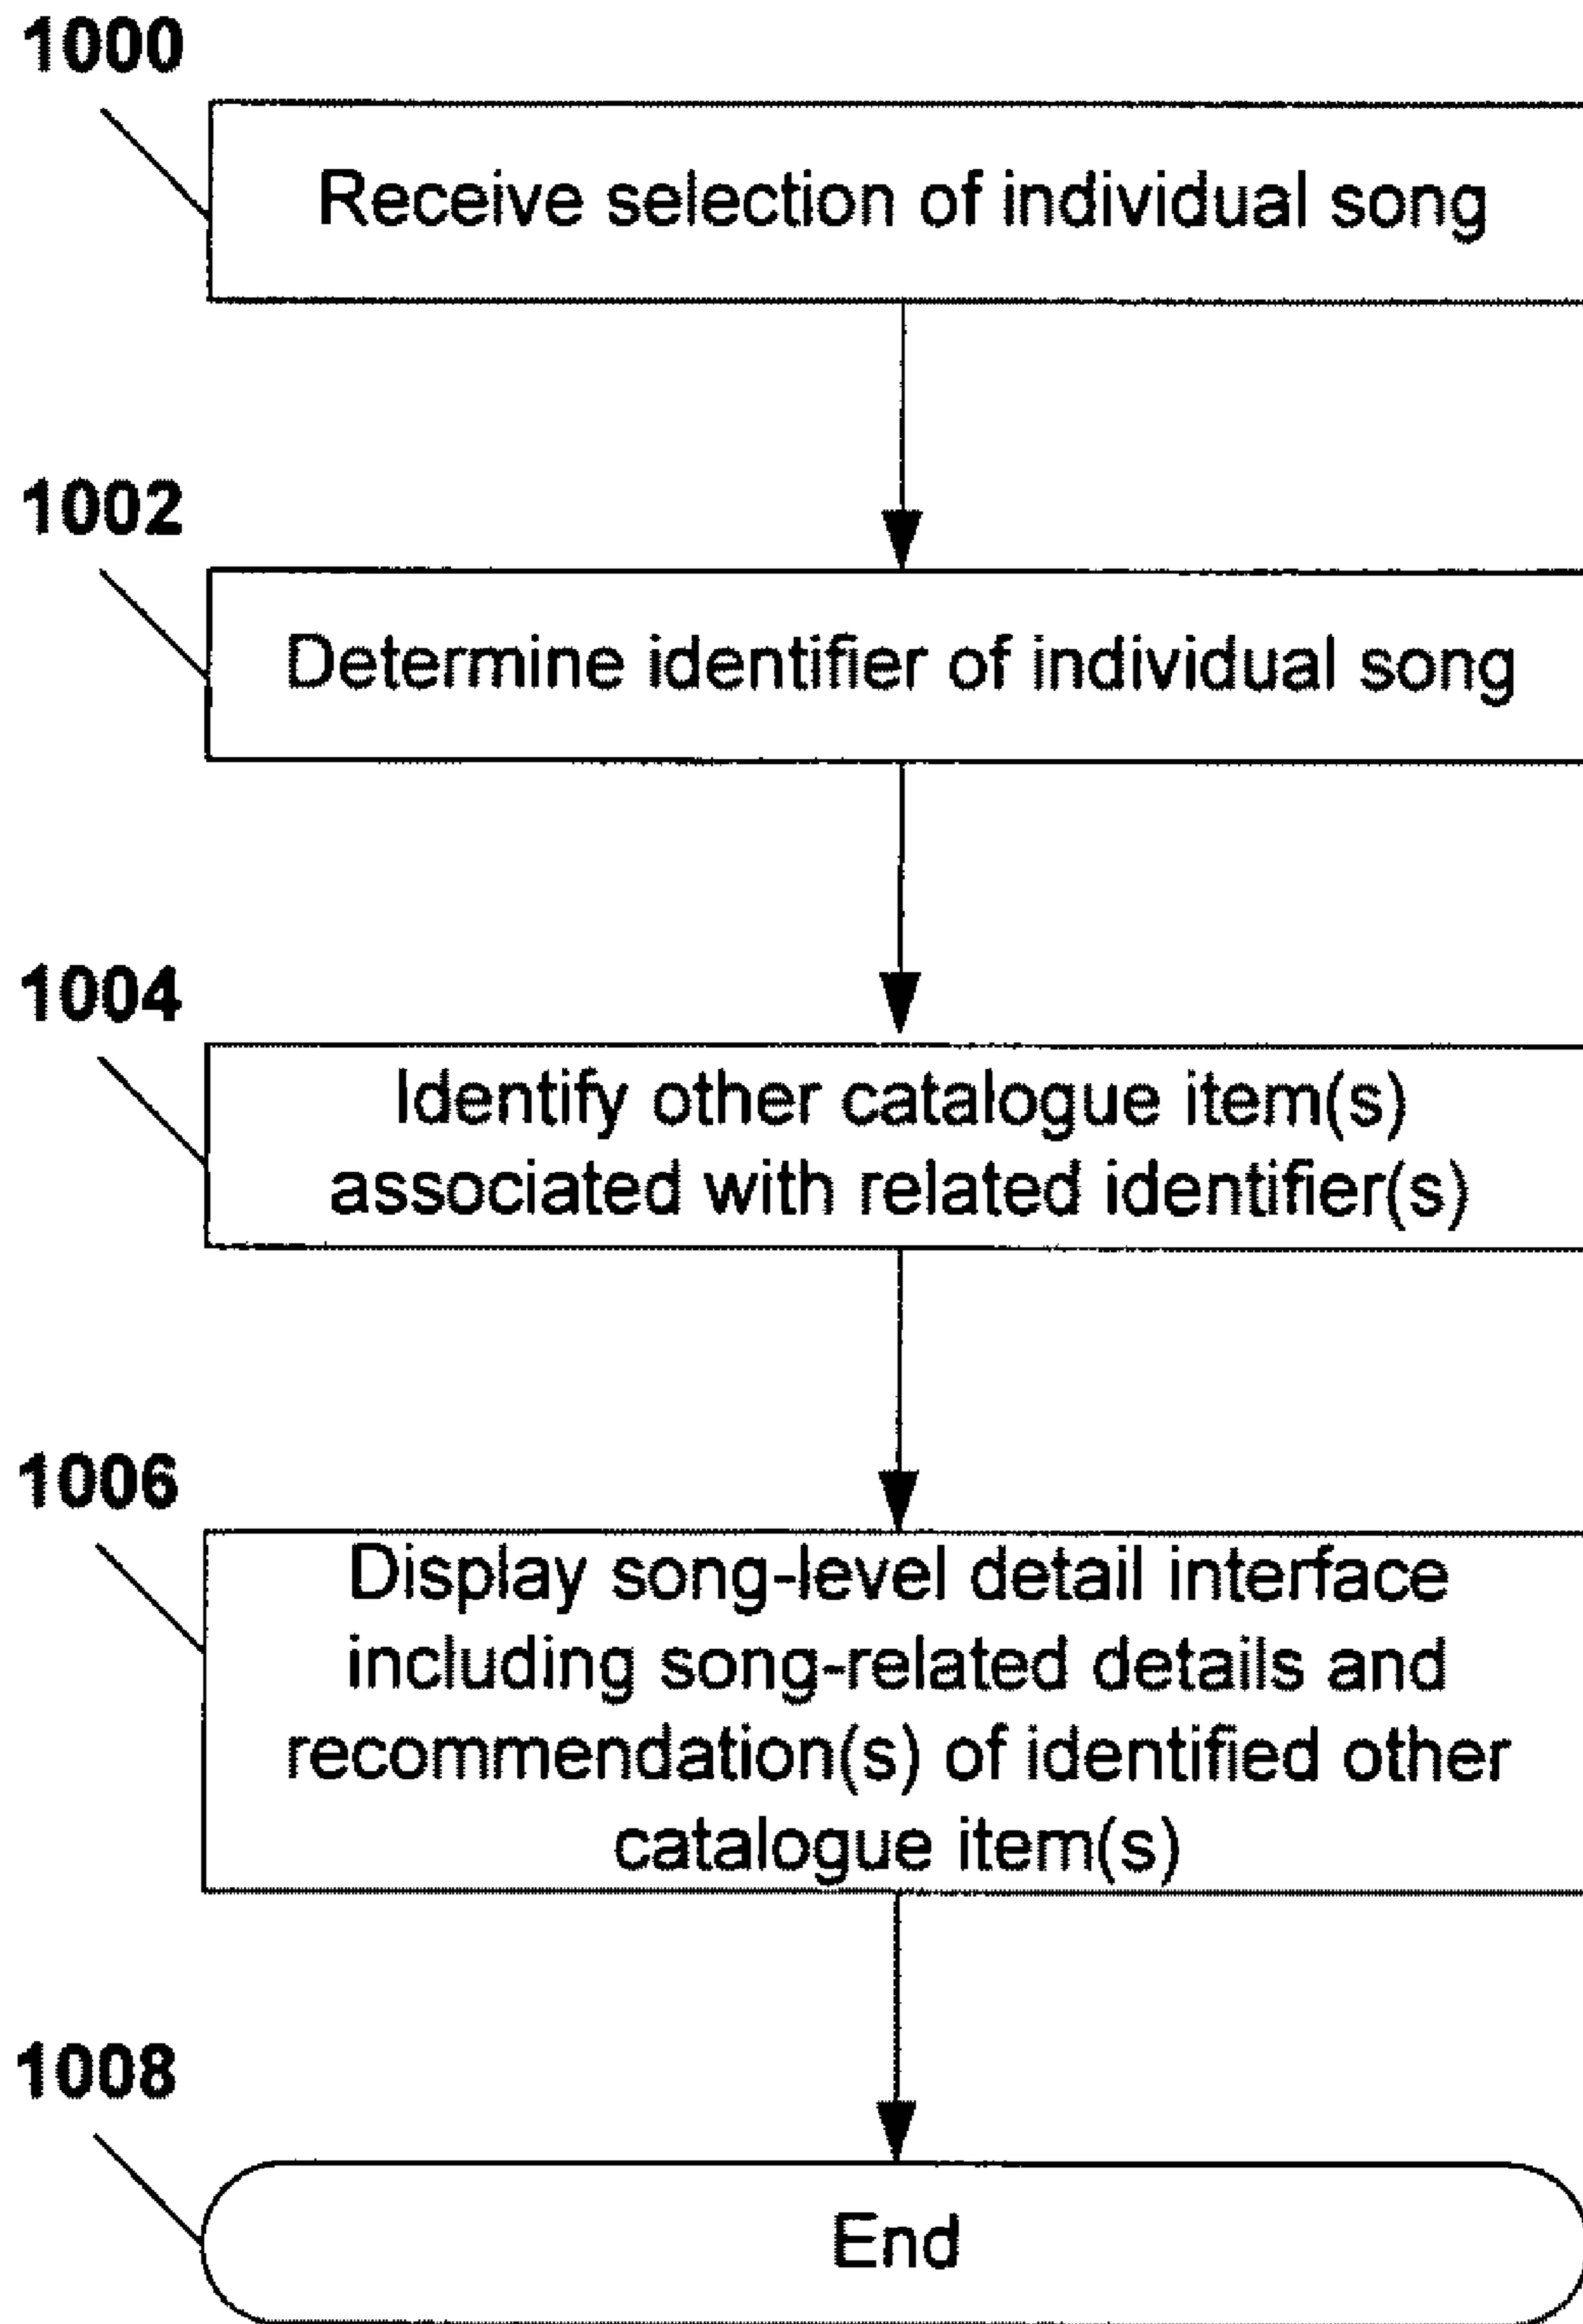 1000
Receive selection of individual song
1002
Determine identifier of individual song
1004
Identify other catalogue item(s)
associated with related identifier(s)
1006
Display song-level detail interface
including song-related details and
recommendation(s) of identified other
catalogue item(s)
1008
End